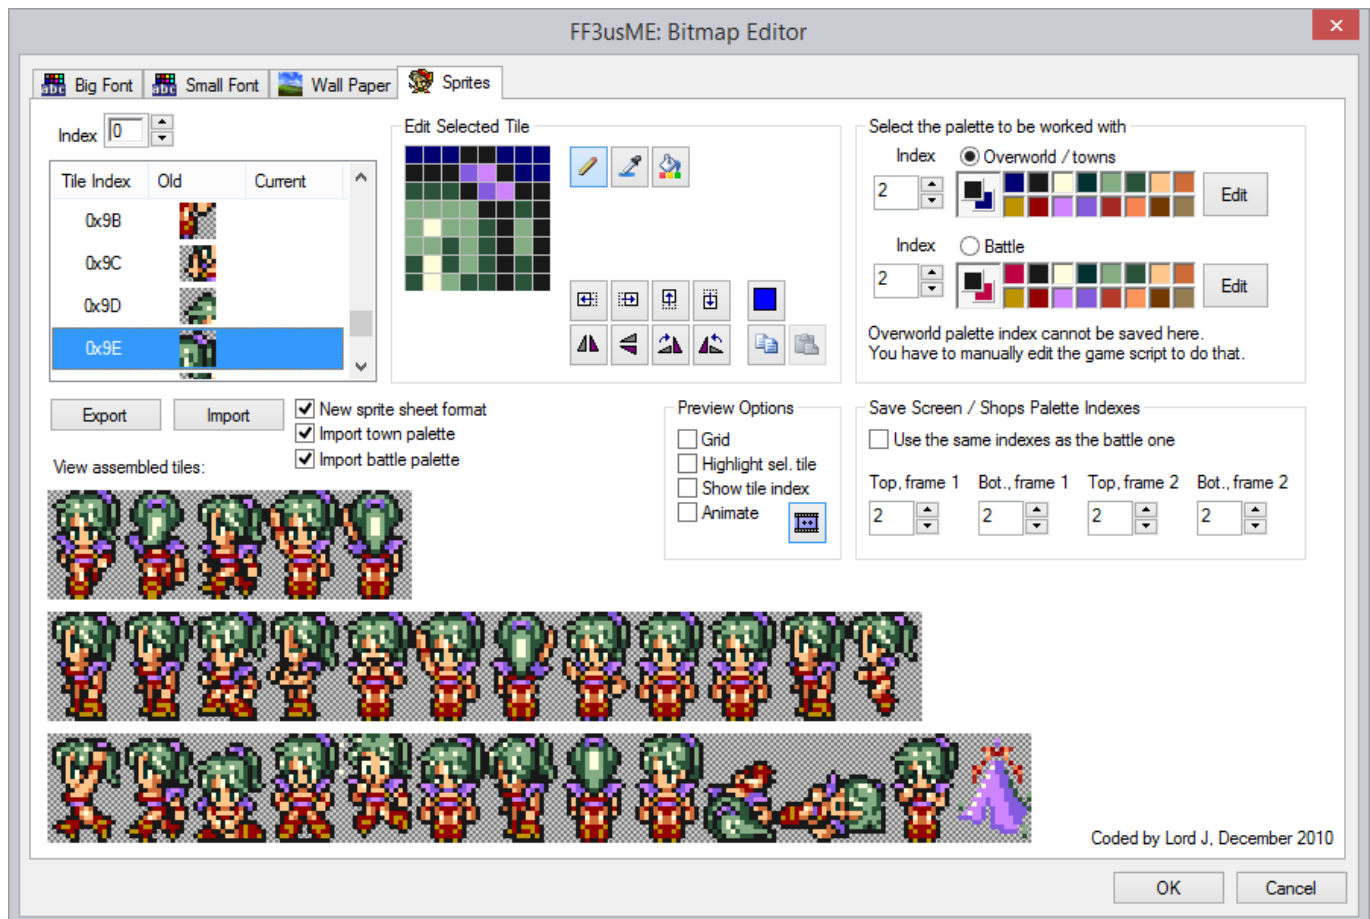 FF3usME: Bitmap Editor
Big Font
Small Font
Wall Paper
Sprites
Index 0
Tile Index Old Current
0x9B
0x9C
0x9D
0x9E
Edit Selected Tile
Select the palette to be worked with
Index Overworld / towns
2 Edit
Index Battle
2 Edit
Overworld palette index cannot be saved here.
You have to manually edit the game script to do that.
Export Import
New sprite sheet format
Import town palette
Import battle palette
View assembled tiles:
Preview Options
Grid
Highlight sel. tile
Show tile index
Animate
Save Screen / Shops Palette Indexes
Use the same indexes as the battle one
Top, frame 1 Bot., frame 1 Top, frame 2 Bot., frame 2
2 2 2 2
Coded by Lord J, December 2010
OK Cancel